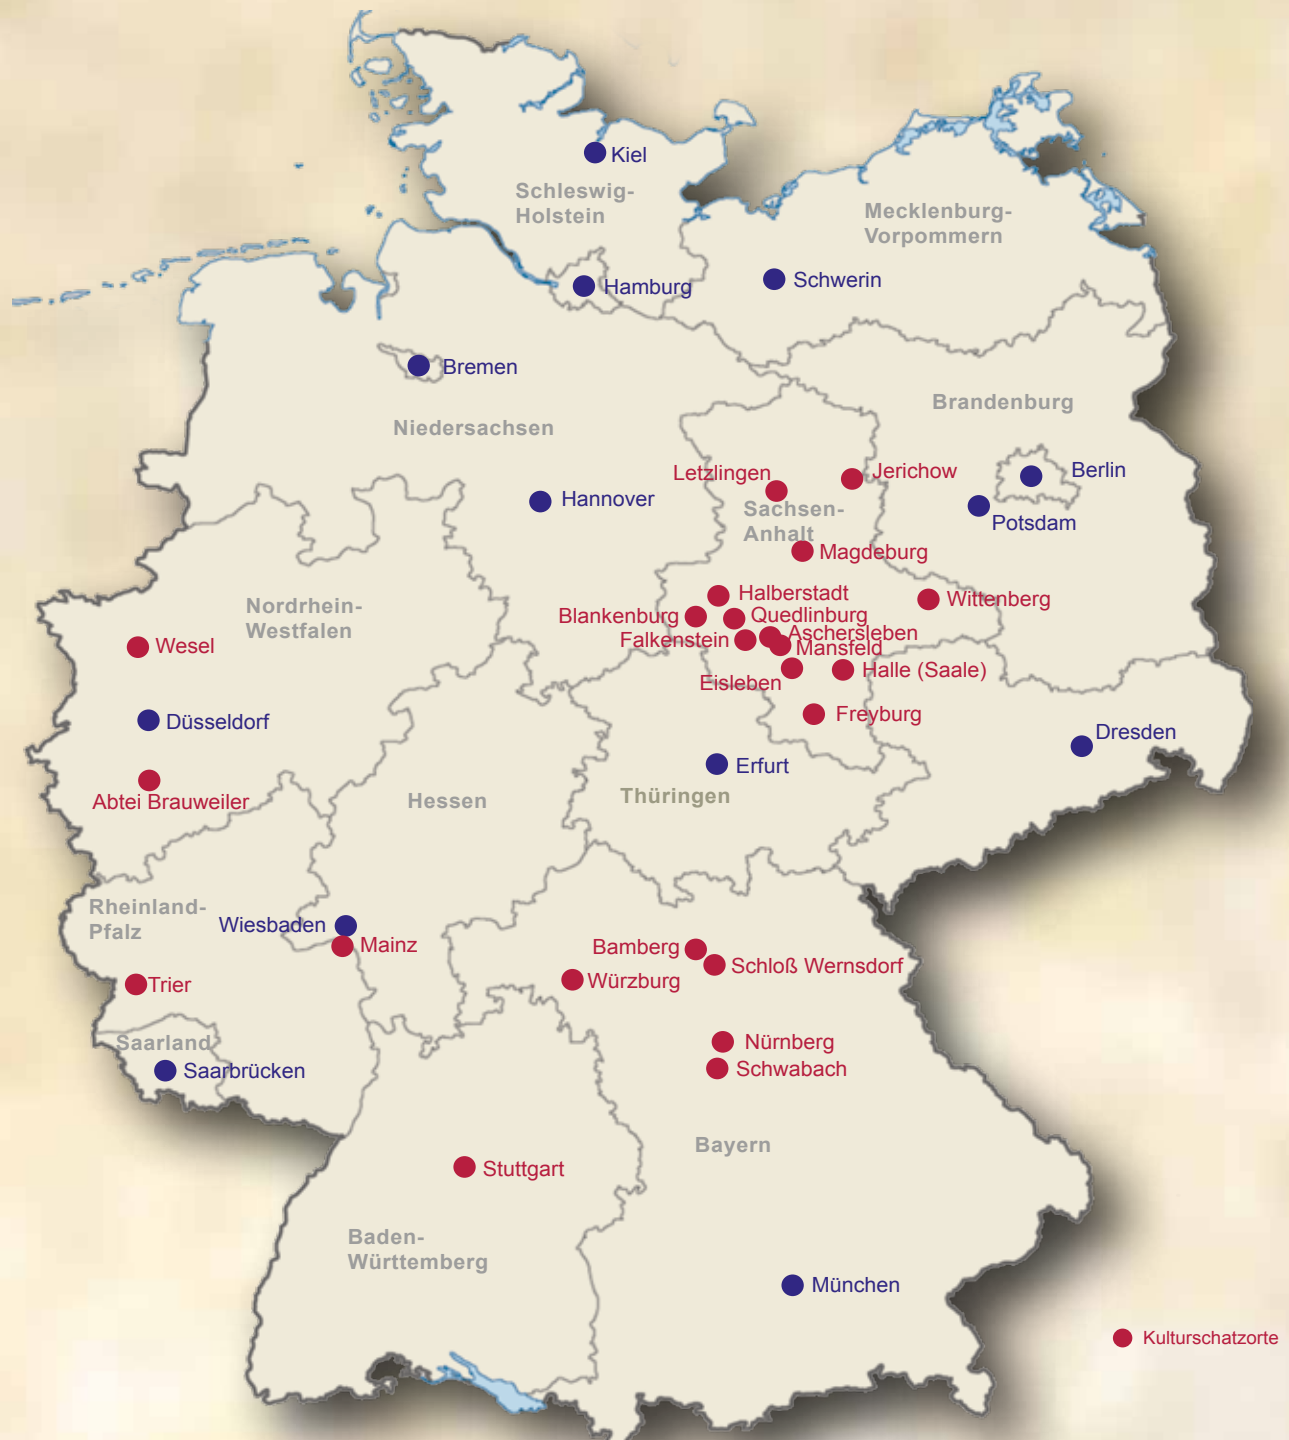 Kiel
Schleswig-
Holstein
Mecklenburg-
Vorpommern
Schwerin
Hamburg
Bremen
Brandenburg
Niedersachsen
Letzlingen
Jerichow
Berlin
Hannover
Sachsen-
Anhalt
Potsdam
Magdeburg
Halberstadt
Wittenberg
Nordrhein-
Westfalen
Blankenburg
Quedlinburg
Aschersleben
Falkenstein
Mansfeld
Wesel
Halle (Saale)
Eisleben
Freyburg
Düsseldorf
Dresden
Erfurt
Abtei Brauweiler
Hessen
Thüringen
Rheinland-
Pfalz
Wiesbaden
Mainz
Bamberg
Schloß Wernsdorf
Würzburg
Trier
Saarland
Nürnberg
Saarbrücken
Schwabach
Bayern
Stuttgart
Baden-
Württemberg
München
Kulturschatzorte